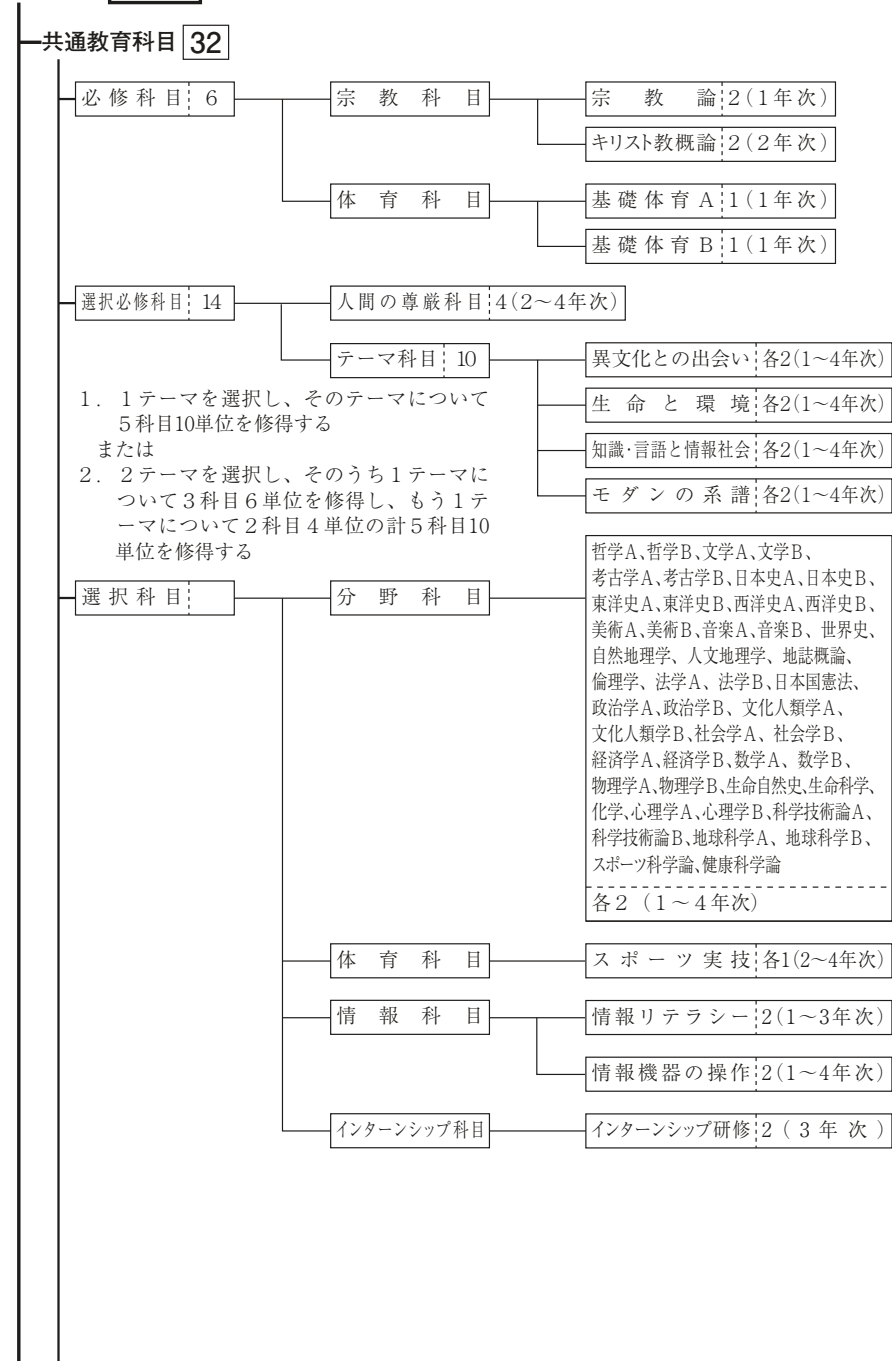 共通教育科目 32
必修科目 6
宗教科目
宗教論 2(1年次)
キリスト教概論 2(2年次)
体育科目
基礎体育A 1(1年次)
基礎体育B 1(1年次)
選択必修科目 14
人間の尊厳科目 4(2～4年次)
テーマ科目 10
異文化との出会い 各2(1～4年次)
生命と環境 各2(1～4年次)
知識・言語と情報社会 各2(1～4年次)
モダンの系譜 各2(1～4年次)
1．1テーマを選択し、そのテーマについて
5科目10単位を修得する
または
2．2テーマを選択し、そのうち1テーマに
ついて3科目6単位を修得し、もう1テ
ーマについて2科目4単位の計5科目10
単位を修得する
選択科目
分野科目
哲学A、哲学B、文学A、文学B、
考古学A、考古学B、日本史A、日本史B、
東洋史A、東洋史B、西洋史A、西洋史B、
美術A、美術B、音楽A、音楽B、世界史、
自然地理学、人文地理学、地誌概論、
倫理学、法学A、法学B、日本国憲法、
政治学A、政治学B、文化人類学A、
文化人類学B、社会学A、社会学B、
経済学A、経済学B、数学A、数学B、
物理学A、物理学B、生命自然史、生命科学、
化学、心理学A、心理学B、科学技術論A、
科学技術論B、地球科学A、地球科学B、
スポーツ科学論、健康科学論
各2（1～4年次）
体育科目
スポーツ実技 各1(2～4年次)
情報科目
情報リテラシー 2(1～3年次)
情報機器の操作 2(1～4年次)
インターンシップ科目
インターンシップ研修 2(3年次)